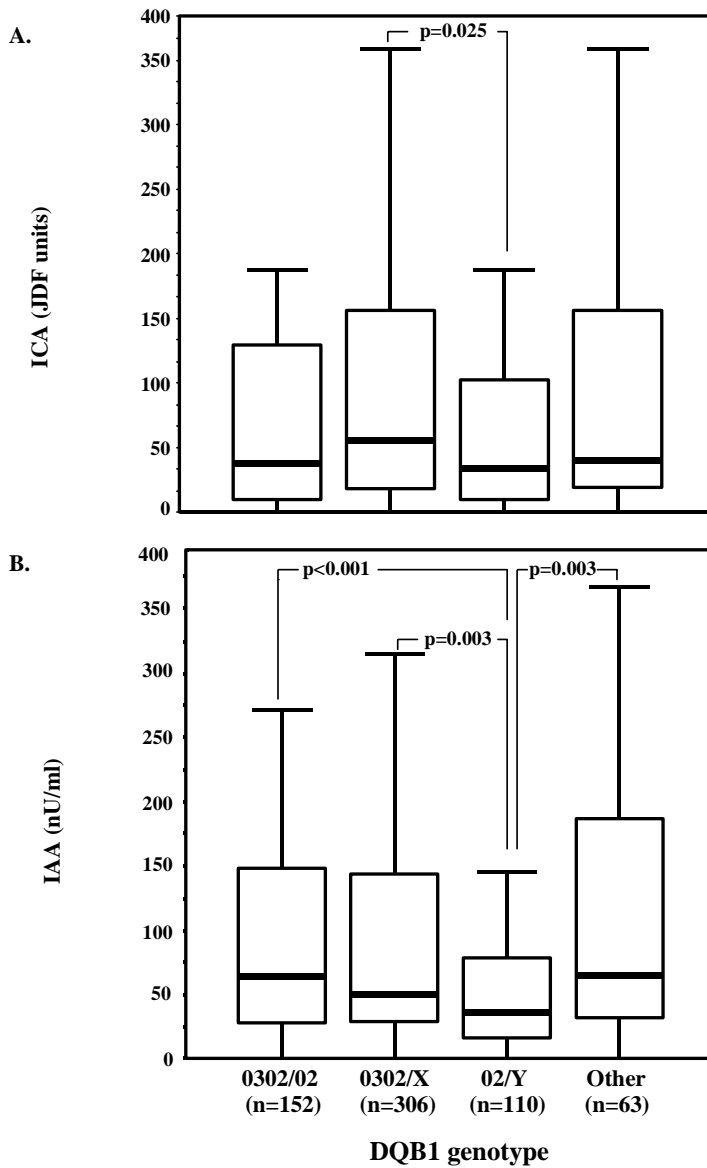 A.
400
p=0.025
350
300
250
200
150
100
50
0
ICA (JDF units)
B.
400
p<0.001
p=0.003
350
p=0.003
300
250
200
150
100
50
0
IAA (nU/ml)
0302/02 0302/X 02/Y Other
(n=152) (n=306) (n=110) (n=63)
DQB1 genotype